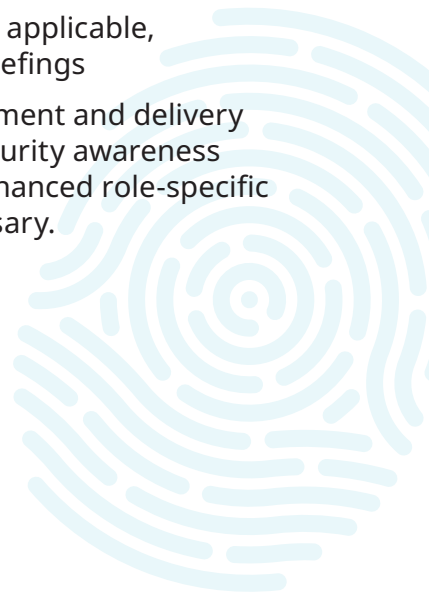 applicable,
efings
ment and delivery
urity awareness
hanced role-specific
sary.